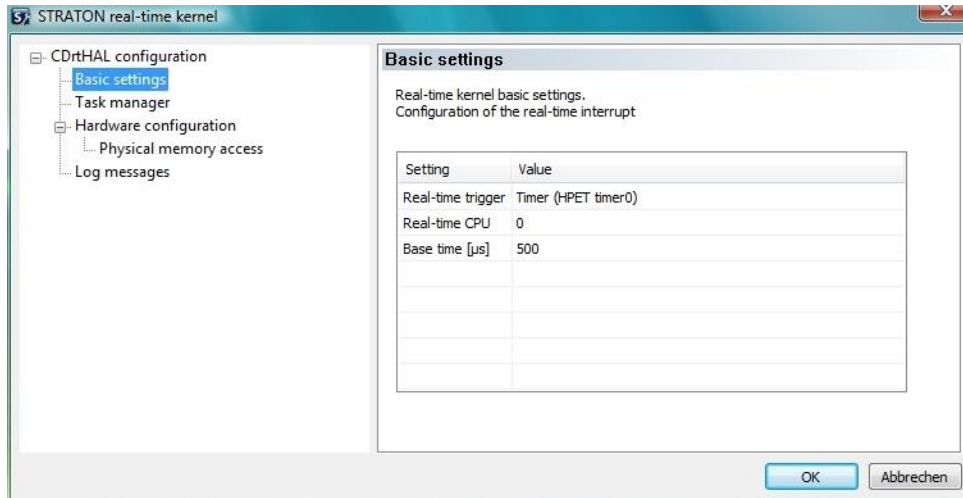 STRATON real-time kernel
CDrtHAL configuration
Basic settings
Task manager
Hardware configuration
Physical memory access
Log messages
Basic settings
Real-time kernel basic settings.
Configuration of the real-time interrupt
Setting Value
Real-time trigger Timer (HPET timer0)
Real-time CPU 0
Base time [µs] 500
OK Abbrechen